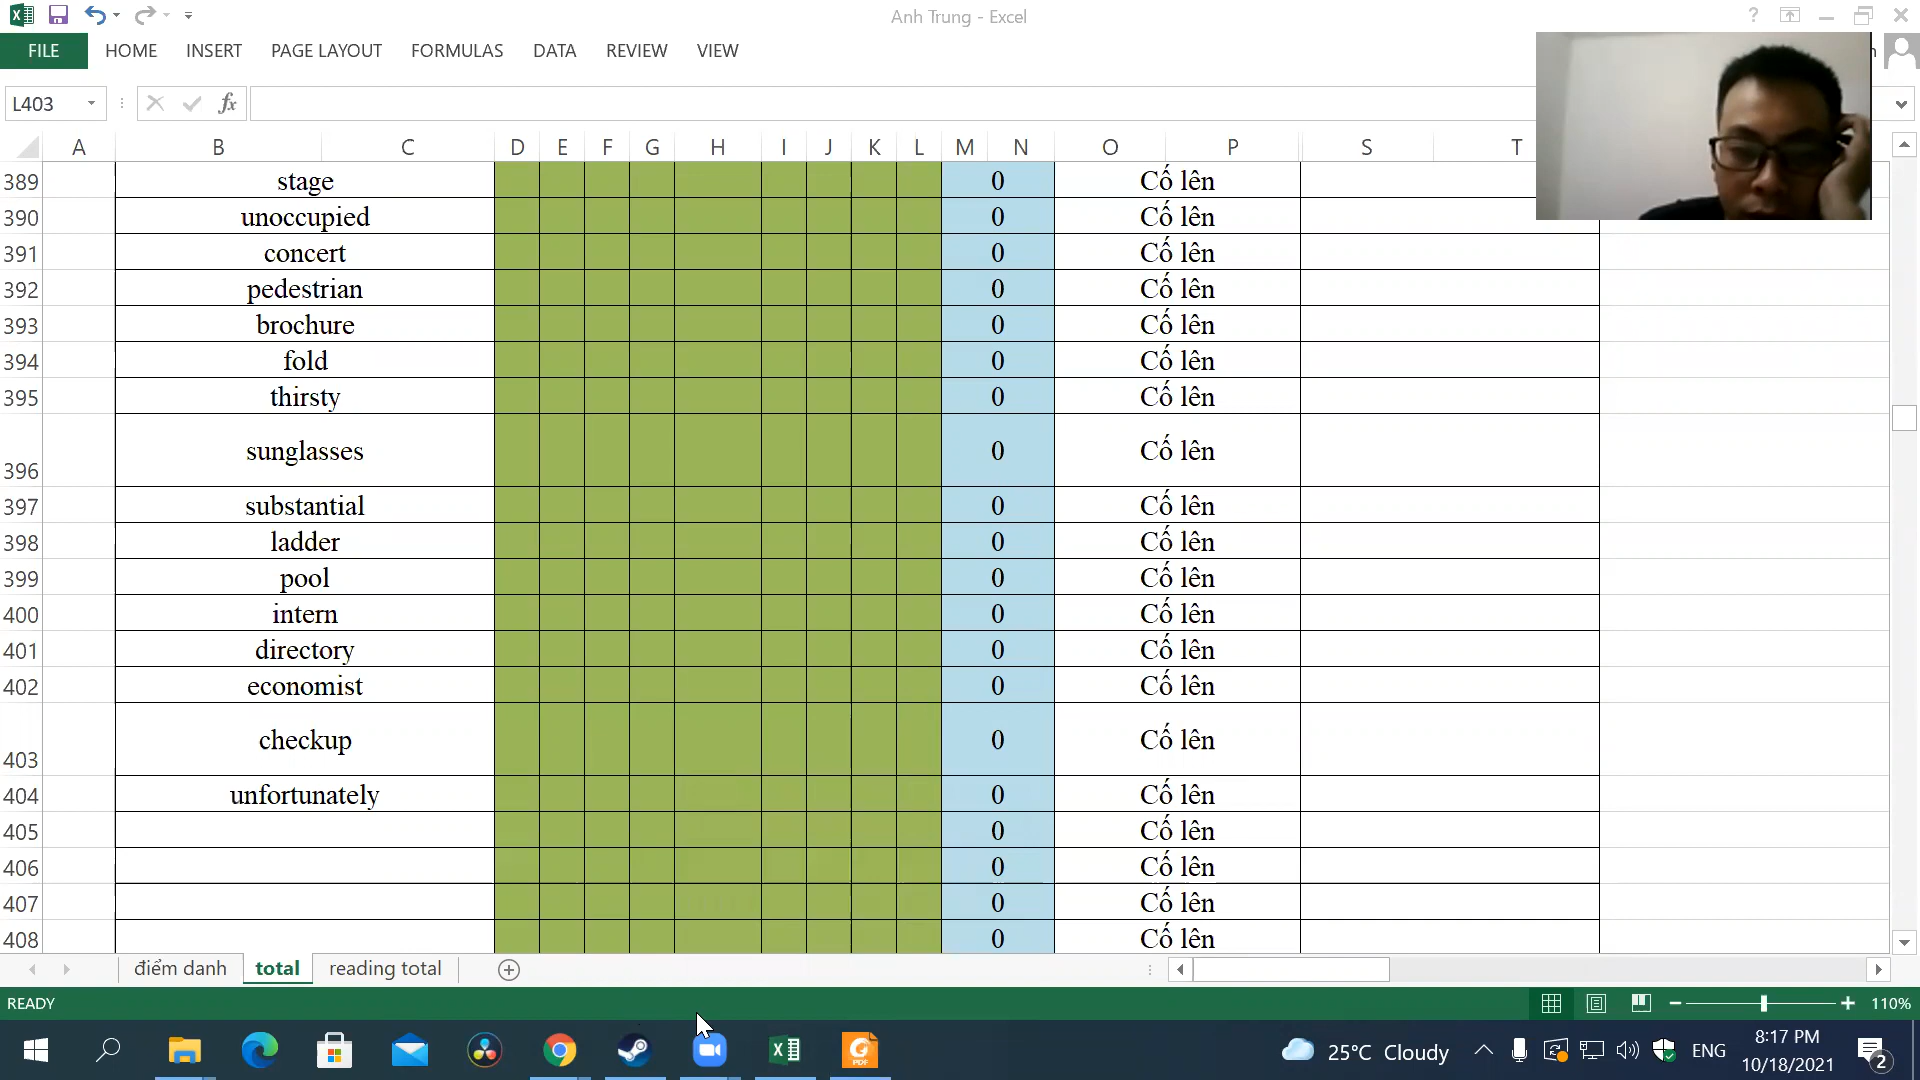 Anh Trung - Excel
FILE HOME INSERT PAGE LAYOUT FORMULAS DATA REVIEW VIEW
L403 fx
A B C D E F G H I J K L M N O P S T
389 stage 0 Cố lên
390 unoccupied 0 Cố lên
391 concert 0 Cố lên
392 pedestrian 0 Cố lên
393 brochure 0 Cố lên
394 fold 0 Cố lên
395 thirsty 0 Cố lên
396 sunglasses 0 Cố lên
397 substantial 0 Cố lên
398 ladder 0 Cố lên
399 pool 0 Cố lên
400 intern 0 Cố lên
401 directory 0 Cố lên
402 economist 0 Cố lên
403 checkup 0 Cố lên
404 unfortunately 0 Cố lên
405 0 Cố lên
406 0 Cố lên
407 0 Cố lên
408 0 Cố lên
điểm danh total reading total
READY 110%
25°C Cloudy ENG 8:17 PM
10/18/2021 2
PDF